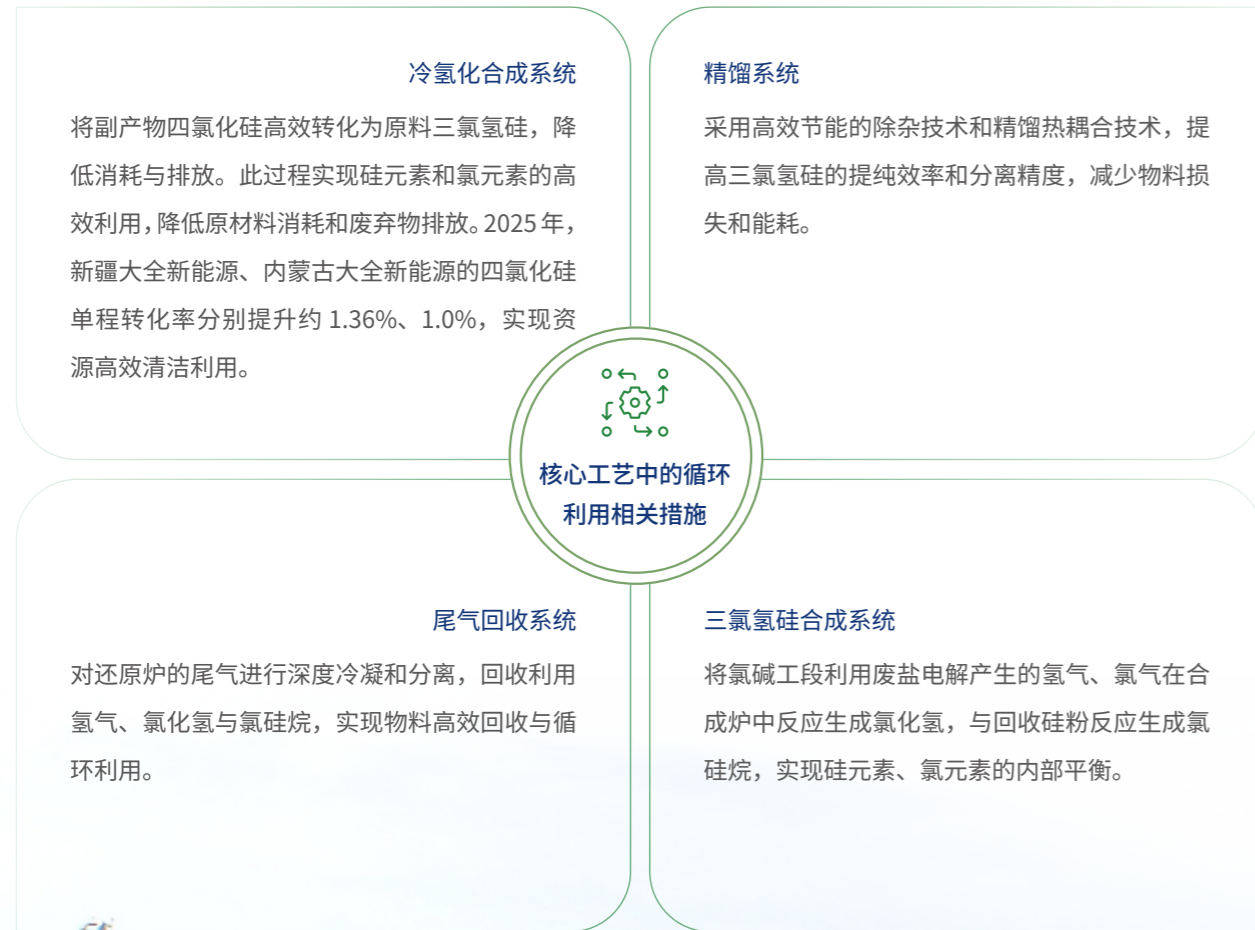 冷氢化合成系统
将副产物四氯化硅高效转化为原料三氯氢硅，降
低消耗与排放。此过程实现硅元素和氯元素的高
效利用，降低原材料消耗和废弃物排放。2025年，
新疆大全新能源、内蒙古大全新能源的四氯化硅
单程转化率分别提升约 1.36%、1.0%，实现资
源高效清洁利用。
精馏系统
采用高效节能的除杂技术和精馏热耦合技术，提
高三氯氢硅的提纯效率和分离精度，减少物料损
失和能耗。
核心工艺中的循环
利用相关措施
尾气回收系统
对还原炉的尾气进行深度冷凝和分离，回收利用
氢气、氯化氢与氯硅烷，实现物料高效回收与循
环利用。
三氯氢硅合成系统
将氯碱工段利用废盐电解产生的氢气、氯气在合
成炉中反应生成氯化氢，与回收硅粉反应生成氯
硅烷，实现硅元素、氯元素的内部平衡。